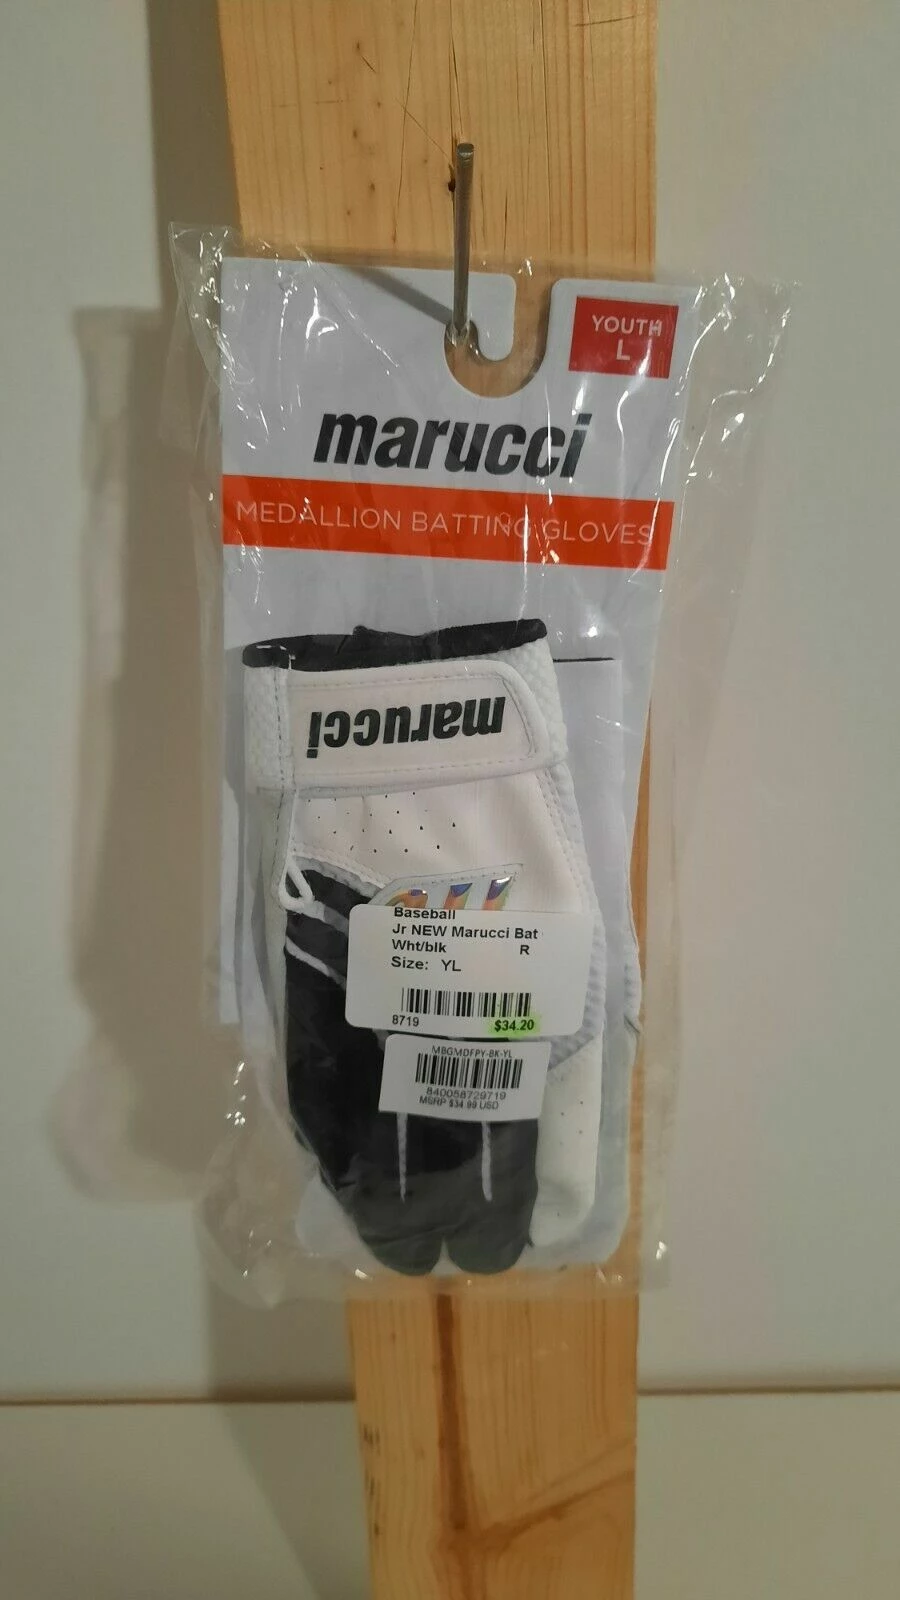 YOUTH
L
marucci
MEDALLION BATTING GLOVES
marucci
Baseball
Jr NEW Marucci Bat
Wht/blk R
Size: YL
8719 $34.20
MBGMDFPY-BK-YL
840058729719
MSRP $34.99 USD